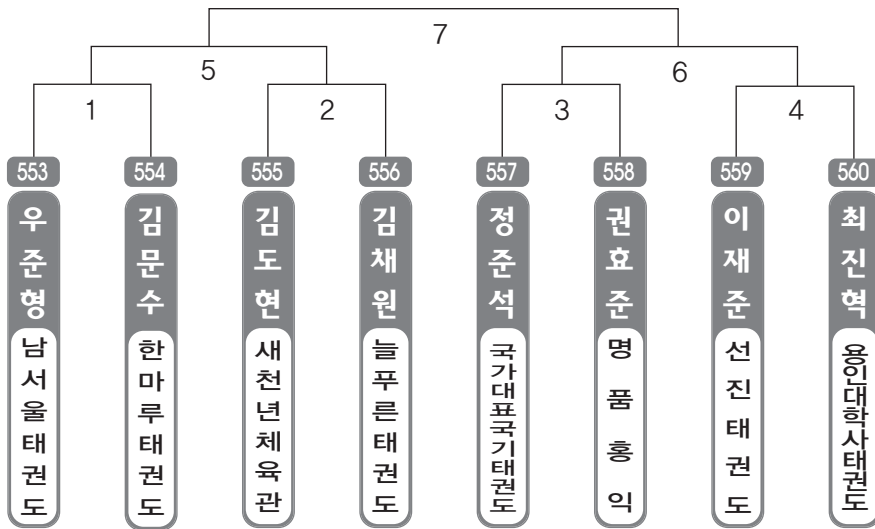 7
5
6
1
2
3
4
553
554
555
556
557
558
559
560
우준형
김문수
김도현
김채원
정준석
권효준
이재준
최진혁
남서울태권도
한마루태권도
새천년체육관
늘푸른태권도
국가대표국기태권도
명품홍익
선진태권도
용인대학사태권도